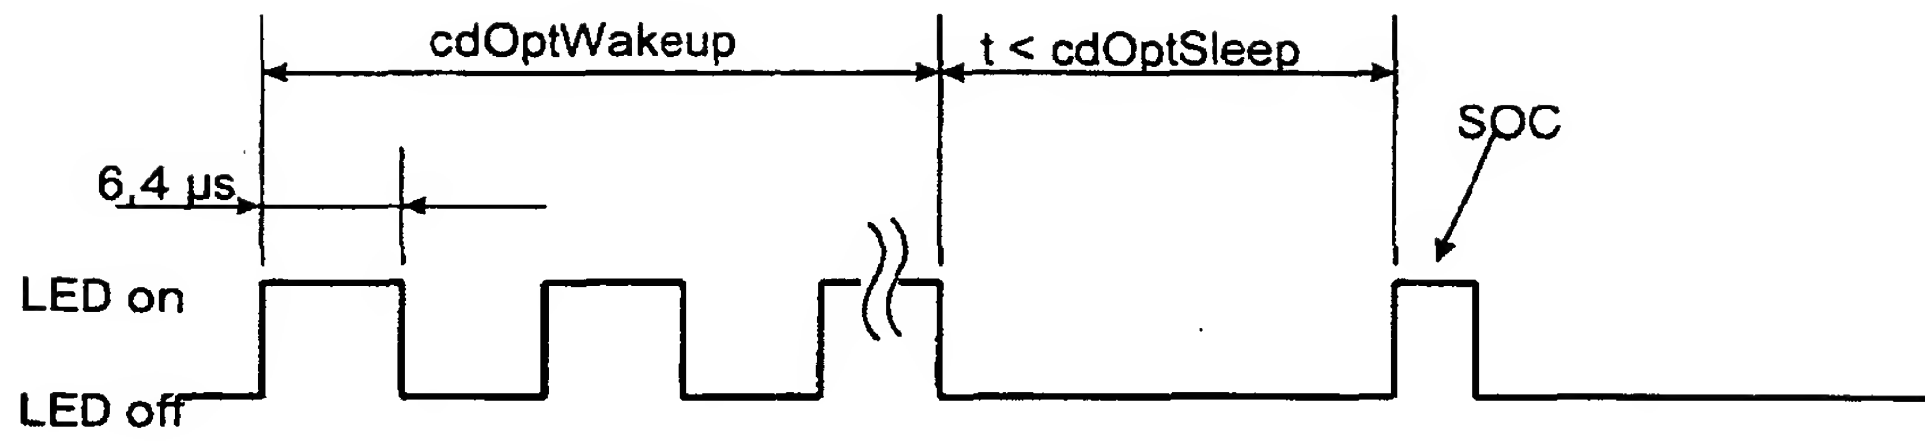 cdOptWakeup
t < cdOptSleep
SOC
6,4 µs
LED on
LED off